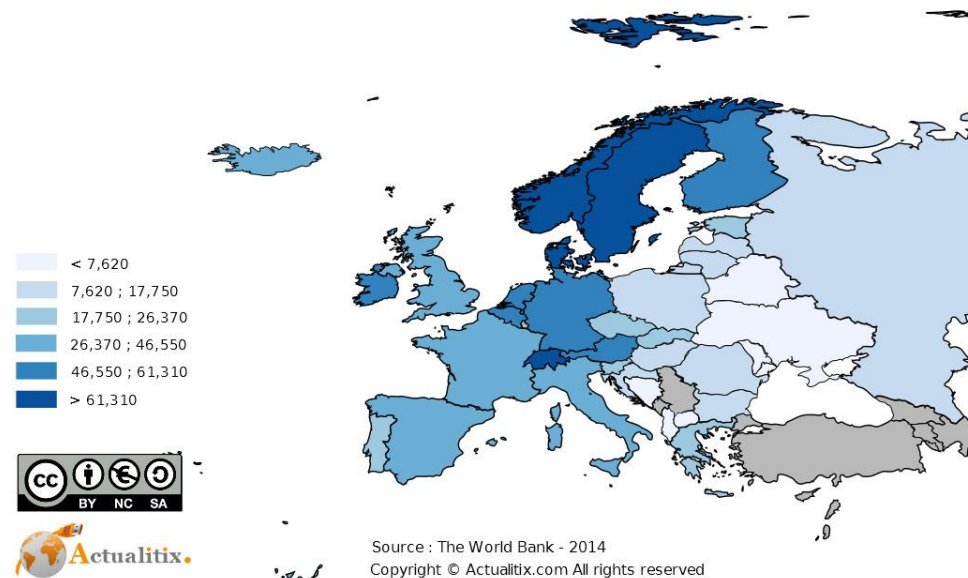 < 7,620
7,620 ; 17,750
17,750 ; 26,370
26,370 ; 46,550
46,550 ; 61,310
> 61,310
cc
BY NC SA
Actualitix.
Source : The World Bank - 2014
Copyright © Actualitix.com All rights reserved